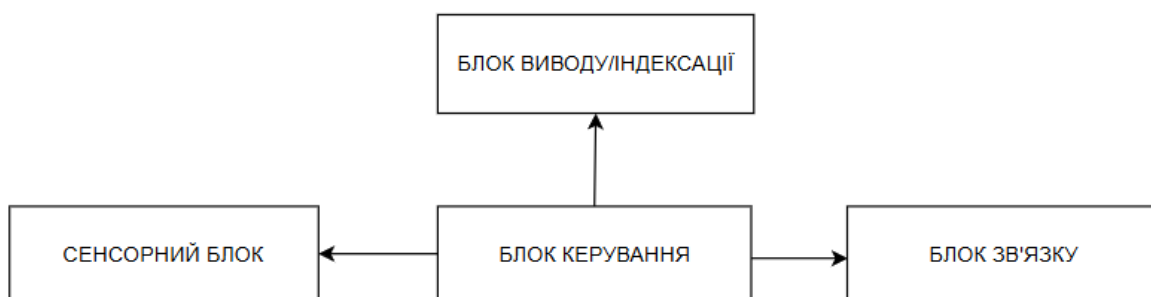 БЛОК ВИВОДУ/ІНДЕКСАЦІЇ
СЕНСОРНИЙ БЛОК
БЛОК КЕРУВАННЯ
БЛОК ЗВ'ЯЗКУ